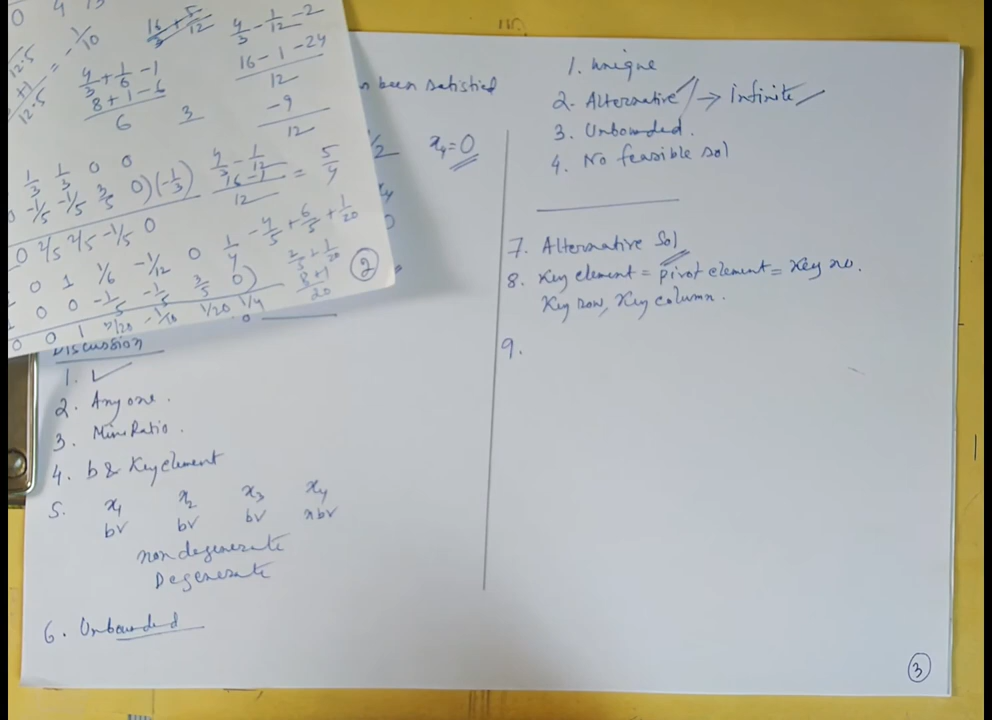 16/3 + 5/12
4/3 - 1/12 - 2
16 - 1 - 24
12
4/3 + 1/6 - 1
8 + 1 - 6
6
3
-9
12
1/3 1/3 0 0
-1/5 -1/5 3/5 0)(-1/3)
4/3 - 1/12
16 - 1
12
= 5/4
0 2/5 2/5 -1/5 0
0 1 1/6 -1/12 0 1/4
-4/5 + 6/5 + 1/20
0 0 -1/5 -1/5 3/5 0)
2/5 + 1/20
8 + 1
20
0 0 1 7/20 -1/10 1/20 1/4
2
been satisfied
x4 = 0
Discussion
1. ✓
2. Any one.
3. Min Ratio.
4. b & Key element
5. x1 x2 x3 x4
bv bv bv nbv
non degenerate
Degenerate
6. Unbounded
1. Unique
2. Alternative → Infinite
3. Unbounded.
4. No feasible sol
7. Alternative Sol
8. Key element = pivot element = Key no.
Key row, Key column.
9.
3